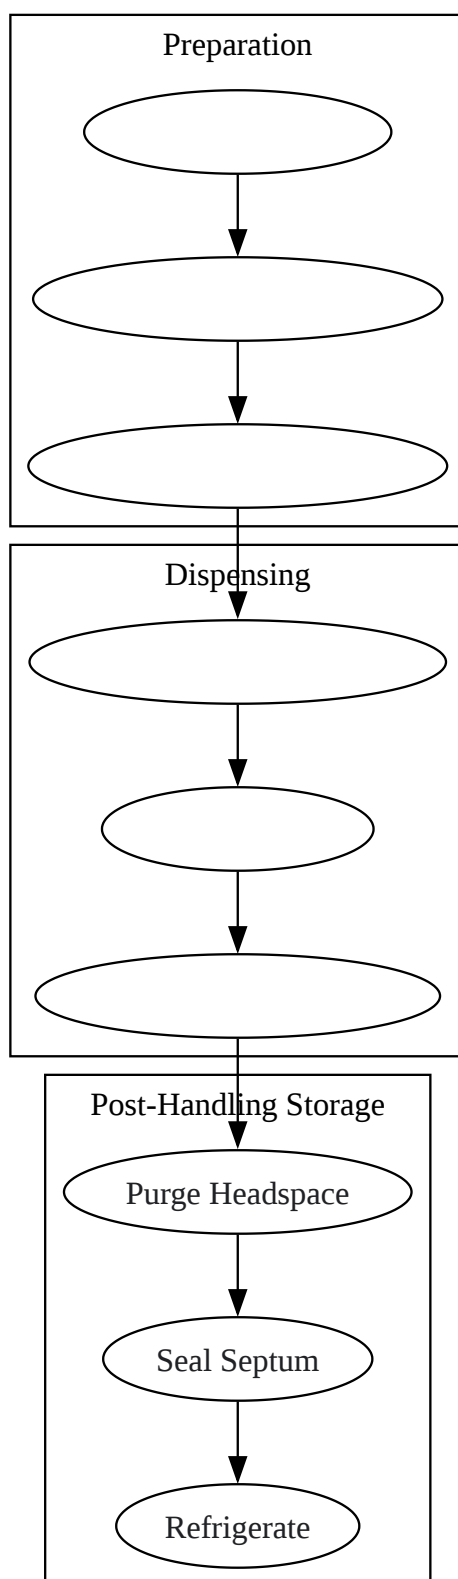 Preparation
Dispensing
Post-Handling Storage
Purge Headspace
Seal Septum
Refrigerate